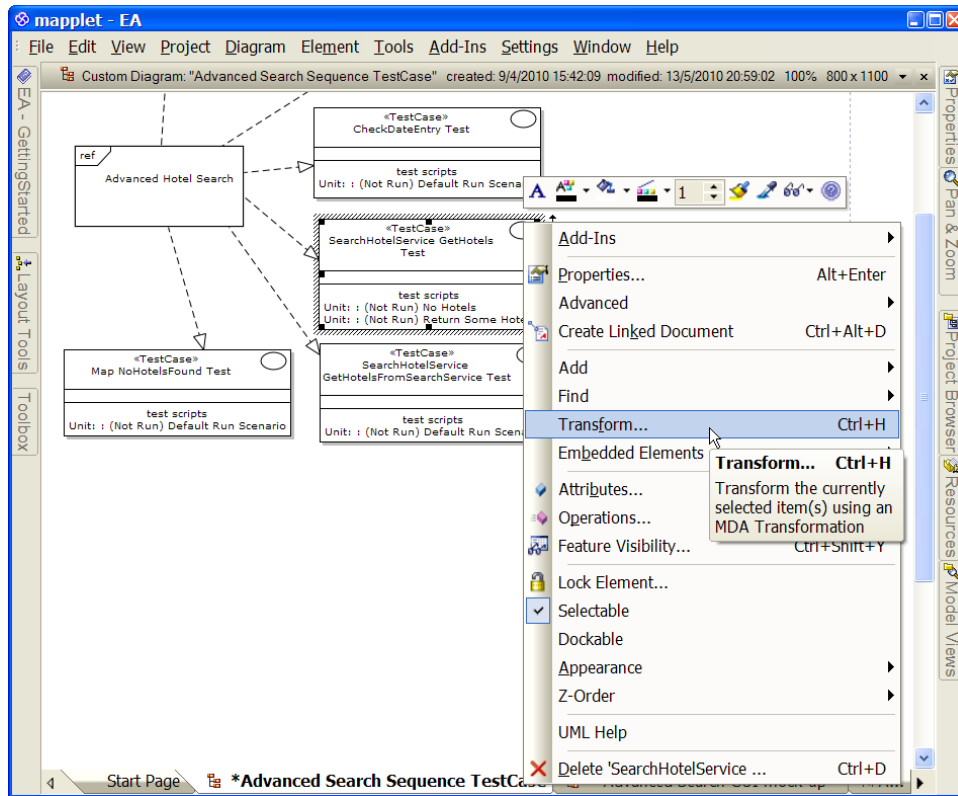 mapplet - EA
File Edit View Project Diagram Element Tools Add-Ins Settings Window Help
Custom Diagram: "Advanced Search Sequence TestCase" created: 9/4/2010 15:42:09 modified: 13/5/2010 20:59:02 100% 800 x 1100
EA - GettingStarted
Layout Tools
Toolbox
ref
Advanced Hotel Search
«TestCase»
CheckDateEntry Test
test scripts
Unit: : (Not Run) Default Run Scena
«TestCase»
SearchHotelService GetHotels
Test
test scripts
Unit: : (Not Run) No Hotels
Unit: : (Not Run) Return Some Hote
«TestCase»
Map NoHotelsFound Test
test scripts
Unit: : (Not Run) Default Run Scenario
«TestCase»
SearchHotelService
GetHotelsFromSearchService Test
test scripts
Unit: : (Not Run) Default Run Scen
A 1
Add-Ins
Properties... Alt+Enter
Advanced
Create Linked Document Ctrl+Alt+D
Add
Find
Transform... Ctrl+H
Embedded Elements
Transform... Ctrl+H
Transform the currently
selected item(s) using an
MDA Transformation
Attributes...
Operations...
Feature Visibility... Ctrl+Shift+Y
Lock Element...
Selectable
Dockable
Appearance
Z-Order
UML Help
Delete 'SearchHotelService ... Ctrl+D
Properties
Pan & Zoom
Project Browser
Resources
Model Views
Start Page
*Advanced Search Sequence TestCase